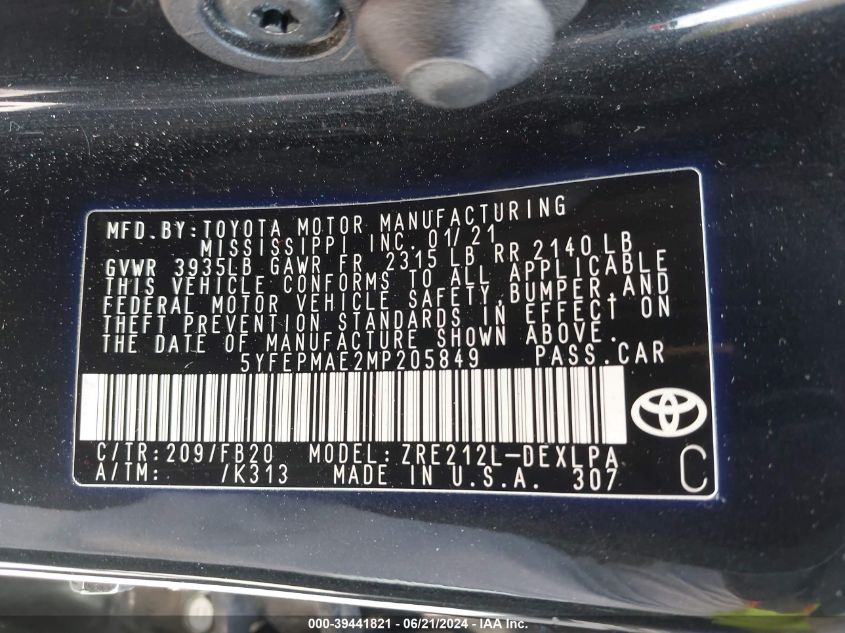 MFD.BY:TOYOTA MOTOR MANUFACTURING
MISSISSIPPI INC. 01/21
GVWR 3935LB GAWR FR 2315 LB RR 2140 LB
THIS VEHICLE CONFORMS TO ALL APPLICABLE
FEDERAL MOTOR VEHICLE SAFETY,BUMPER,AND
THEFT PREVENTION STANDARDS IN EFFECT ON
THE DATE OF MANUFACTURE SHOWN ABOVE.
5YFEPMAE2MP205849 PASS.CAR
C/TR:209/FB20 MODEL:ZRE212L-DEXLPA
A/TM: /K313 MADE IN U.S.A. 307 C
000-39441821 - 06/21/2024 - IAA Inc.